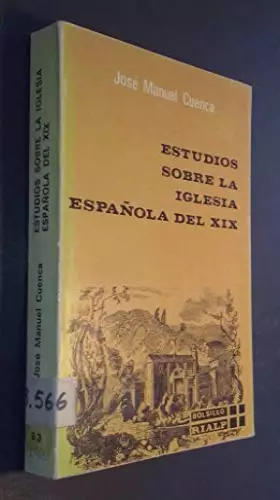 José Manuel Cuenca
ESTUDIOS
SOBRE LA
IGLESIA
ESPAÑOLA DEL XIX
BOLSILLO
RIALP
ESTUDIOS SOBRE LA IGLESIA
ESPAÑOLA DEL XIX
José Manuel Cuenca
.566